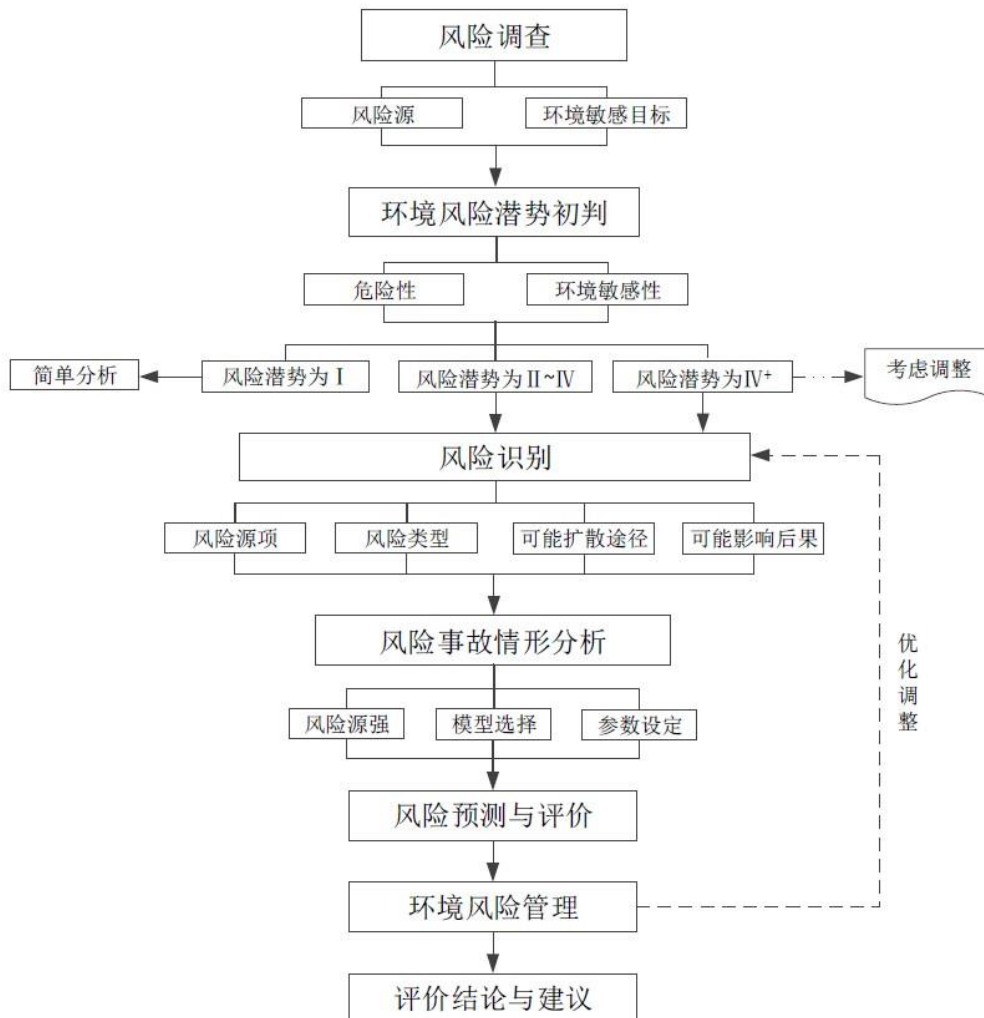 风险调查
风险源
环境敏感目标
环境风险潜势初判
危险性
环境敏感性
简单分析
风险潜势为Ⅰ
风险潜势为Ⅱ~Ⅳ
风险潜势为Ⅳ+
考虑调整
风险识别
风险源项
风险类型
可能扩散途径
可能影响后果
风险事故情形分析
优化调整
风险源强
模型选择
参数设定
风险预测与评价
环境风险管理
评价结论与建议